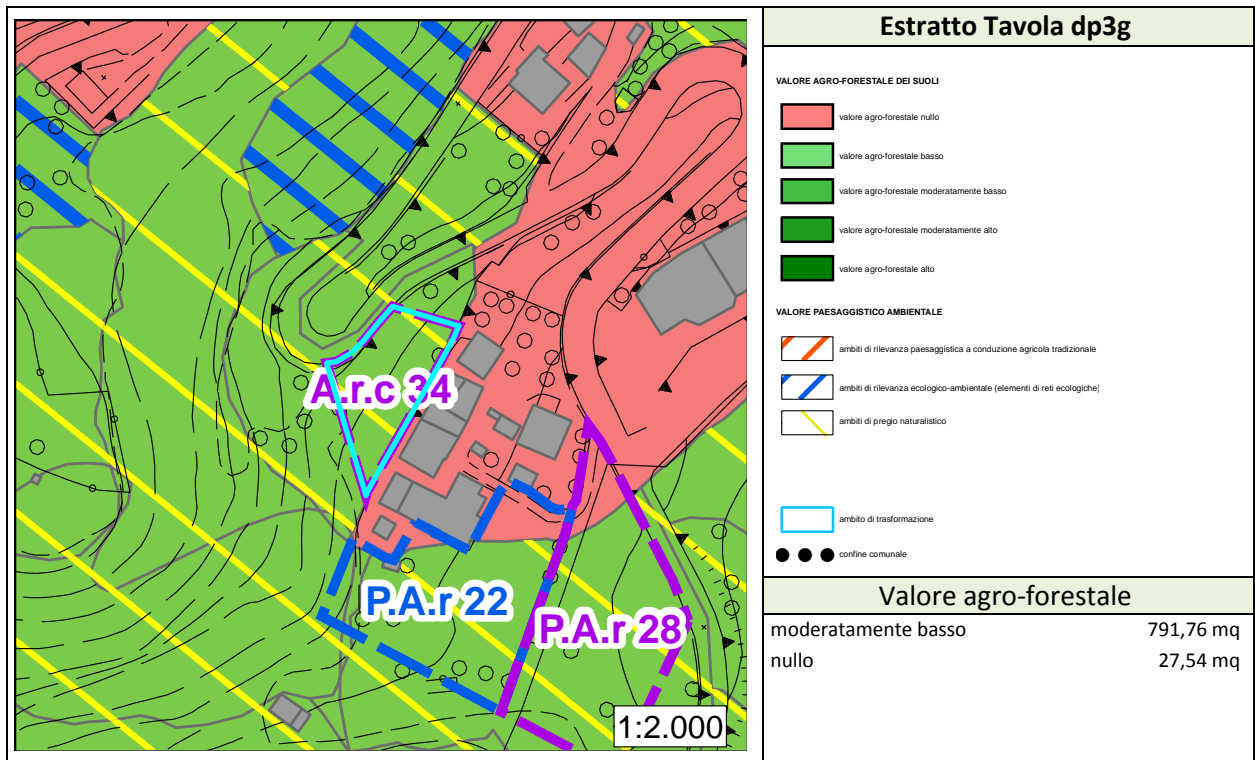 A.r.c 34
P.A.r 22
P.A.r 28
1:2.000
Estratto Tavola dp3g
VALORE AGRO-FORESTALE DEI SUOLI
valore agro-forestale nullo
valore agro-forestale basso
valore agro-forestale moderatamente basso
valore agro-forestale moderatamente alto
valore agro-forestale alto
VALORE PAESAGGISTICO AMBIENTALE
ambiti di rilevanza paesaggistica a conduzione agricola tradizionale
ambiti di rilevanza ecologico-ambientale (elementi di reti ecologiche)
ambiti di pregio naturalistico
ambito di trasformazione
confine comunale
Valore agro-forestale
moderatamente basso 791,76 mq
nullo 27,54 mq